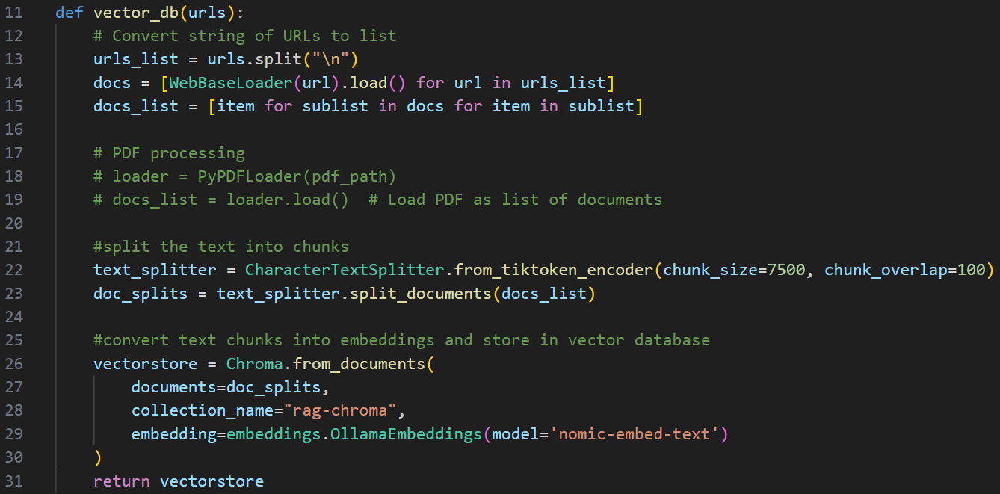 11 def vector_db(urls):
12     # Convert string of URLs to list
13     urls_list = urls.split("\n")
14     docs = [WebBaseLoader(url).load() for url in urls_list]
15     docs_list = [item for sublist in docs for item in sublist]
16
17     # PDF processing
18     # loader = PyPDFLoader(pdf_path)
19     # docs_list = loader.load()  # Load PDF as list of documents
20
21     #split the text into chunks
22     text_splitter = CharacterTextSplitter.from_tiktoken_encoder(chunk_size=7500, chunk_overlap=100)
23     doc_splits = text_splitter.split_documents(docs_list)
24
25     #convert text chunks into embeddings and store in vector database
26     vectorstore = Chroma.from_documents(
27         documents=doc_splits,
28         collection_name="rag-chroma",
29         embedding=embeddings.OllamaEmbeddings(model='nomic-embed-text')
30     )
31     return vectorstore